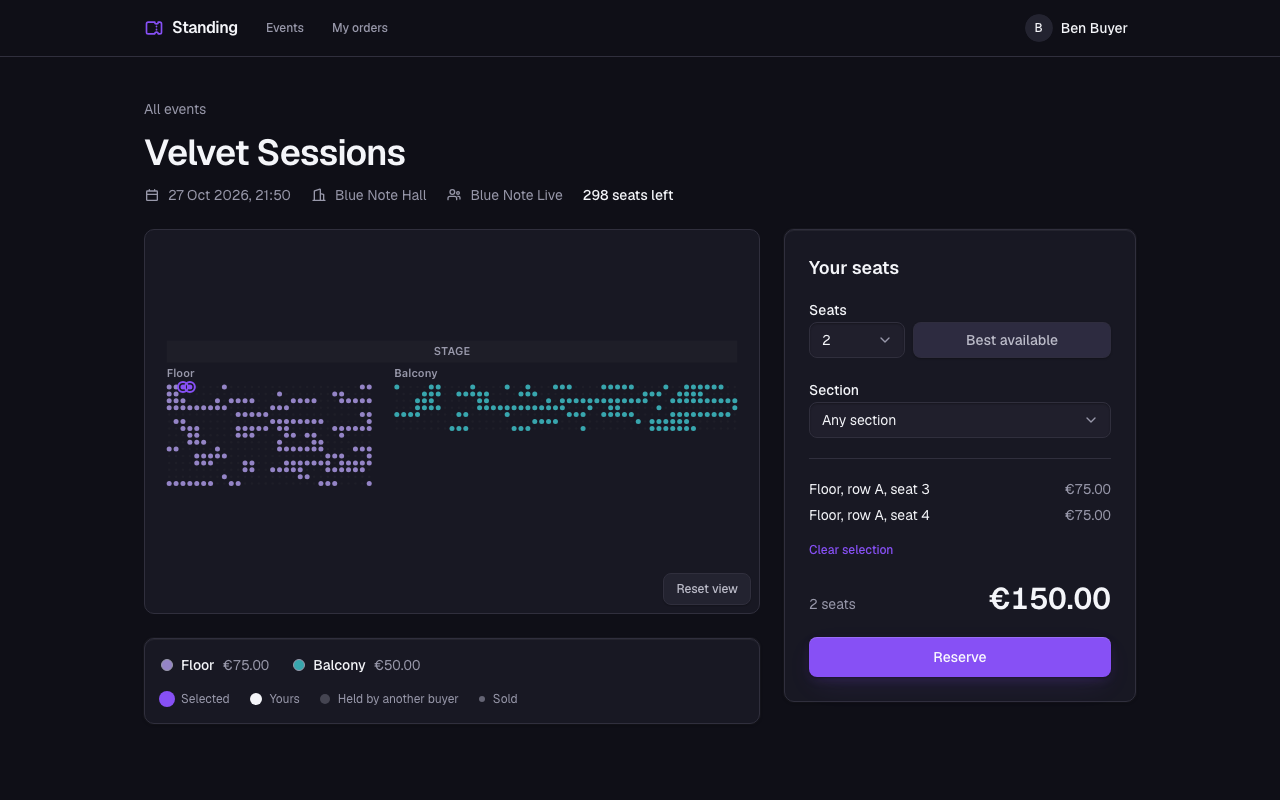 Standing Events My orders
B Ben Buyer
All events
Velvet Sessions
27 Oct 2026, 21:50 Blue Note Hall Blue Note Live 298 seats left
STAGE
Floor Balcony
Reset view
Floor €75.00 Balcony €50.00
Selected Yours Held by another buyer Sold
Your seats
Seats
2 Best available
Section
Any section
Floor, row A, seat 3 €75.00
Floor, row A, seat 4 €75.00
Clear selection
2 seats €150.00
Reserve